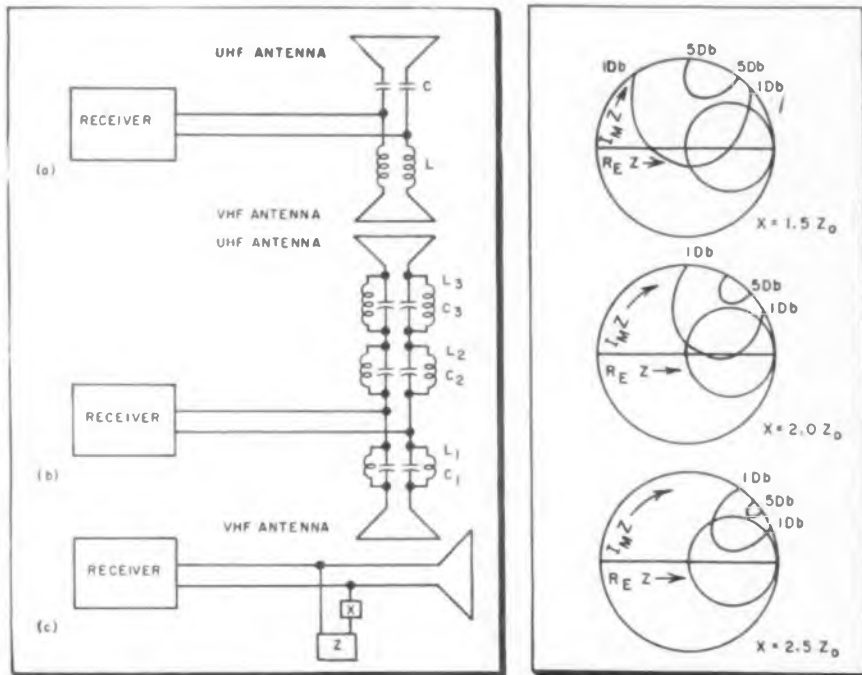 UHF ANTENNA
C
RECEIVER
(a)
L
VHF ANTENNA
UHF ANTENNA
L3
C3
L2
C2
RECEIVER
(b)
L1
C1
VHF ANTENNA
RECEIVER
X
Z
(c)
5Db
1Db
5Db
1Db
IMZ
RE Z
X = 1.5 Z0
1Db
5Db
1Db
IMZ
RE Z
X = 2.0 Z0
1Db
5Db
1Db
IMZ
RE Z
X = 2.5 Z0